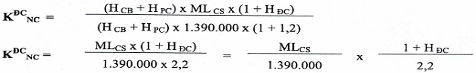 K^ĐC_NC = (H_CB + H_PC) x ML_CS x (1 + H_ĐC) / (H_CB + H_PC) x 1.390.000 x (1 + 1,2)
K^ĐC_NC = ML_CS x (1 + H_ĐC) / 1.390.000 x 2,2 = ML_CS / 1.390.000 x 1 + H_ĐC / 2,2